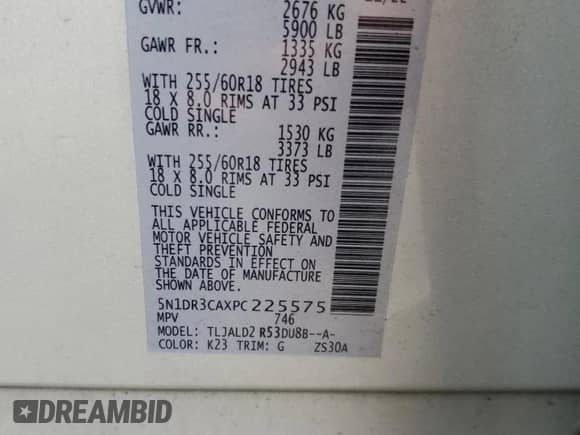 GVWR: 2676 KG
5900 LB
GAWR FR.: 1335 KG
2943 LB
WITH 255/60R18 TIRES
18 X 8.0 RIMS AT 33 PSI
COLD SINGLE
GAWR RR.: 1530 KG
3373 LB
WITH 255/60R18 TIRES
18 X 8.0 RIMS AT 33 PSI
COLD SINGLE
THIS VEHICLE CONFORMS TO
ALL APPLICABLE FEDERAL
MOTOR VEHICLE SAFETY AND
THEFT PREVENTION
STANDARDS IN EFFECT ON
THE DATE OF MANUFACTURE
SHOWN ABOVE.
5N1DR3CAXPC225575
MPV 746
MODEL: TLJALD2 R53DU8B--A-
COLOR: K23 TRIM: G ZS30A
DREAMBID